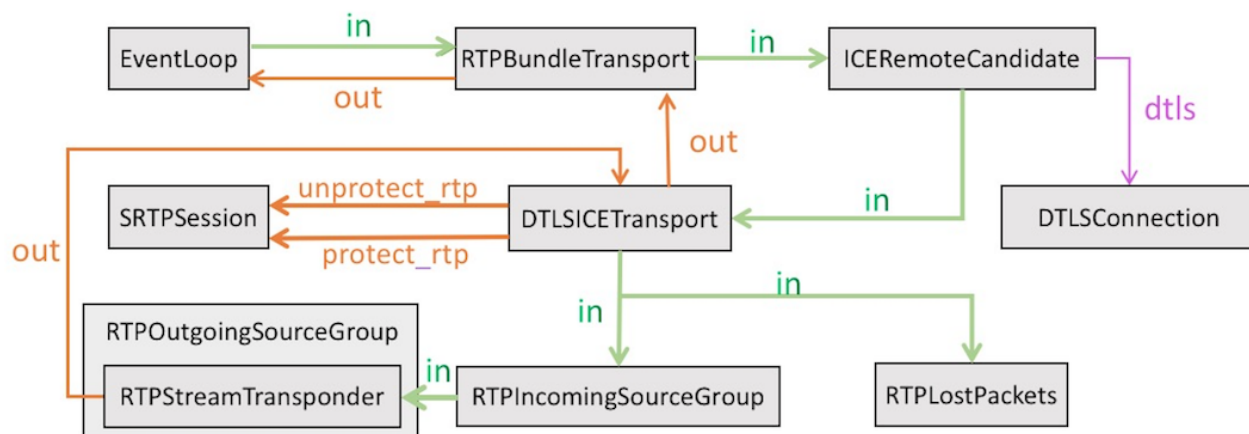 in
in
EventLoop
RTPBundleTransport
ICERemoteCandidate
out
dtls
out
unprotect_rtp
SRTPSession
DTLSICETransport
in
DTLSConnection
out
protect_rtp
in
in
RTPOutgoingSourceGroup
in
RTPStreamTransponder
RTPIncomingSourceGroup
RTPLostPackets